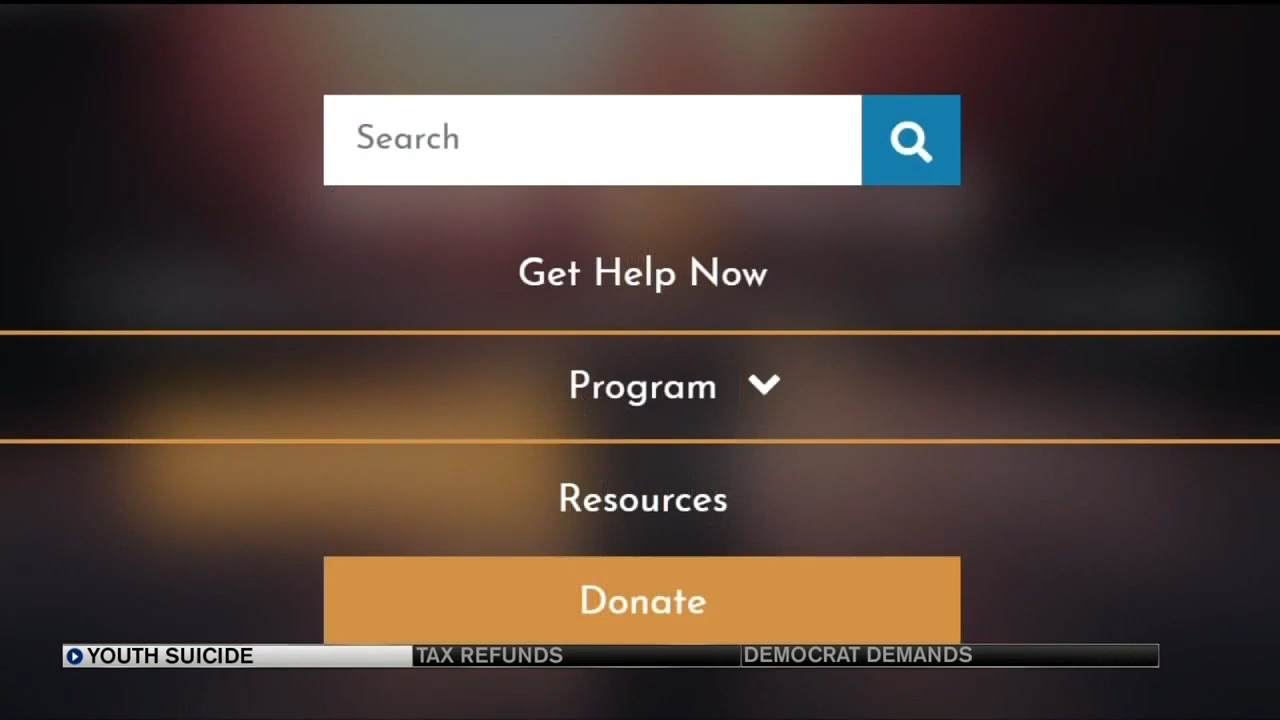 Search
Get Help Now
Program
Resources
Donate
YOUTH SUICIDE TAX REFUNDS DEMOCRAT DEMANDS